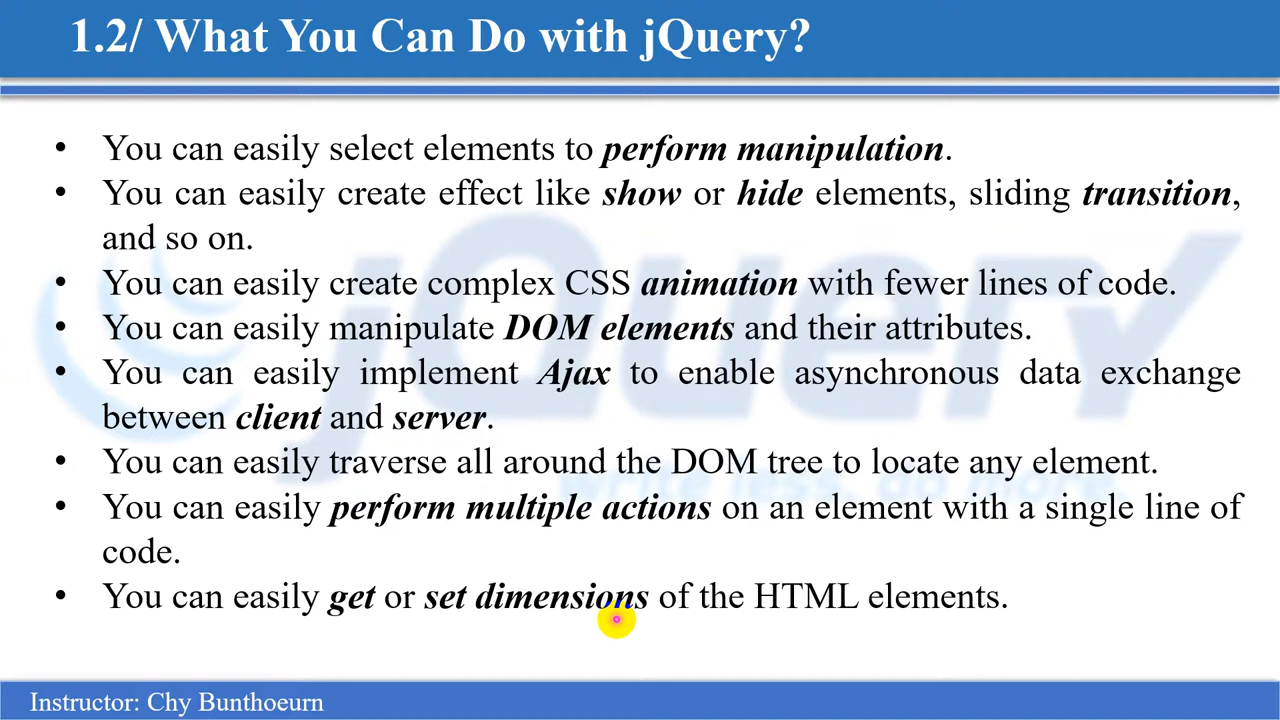 1.2/ What You Can Do with jQuery?
• You can easily select elements to perform manipulation.
• You can easily create effect like show or hide elements, sliding transition,
and so on.
• You can easily create complex CSS animation with fewer lines of code.
• You can easily manipulate DOM elements and their attributes.
• You can easily implement Ajax to enable asynchronous data exchange
between client and server.
• You can easily traverse all around the DOM tree to locate any element.
• You can easily perform multiple actions on an element with a single line of
code.
• You can easily get or set dimensions of the HTML elements.
jQuery
write less, do more.
Instructor: Chy Bunthoeurn